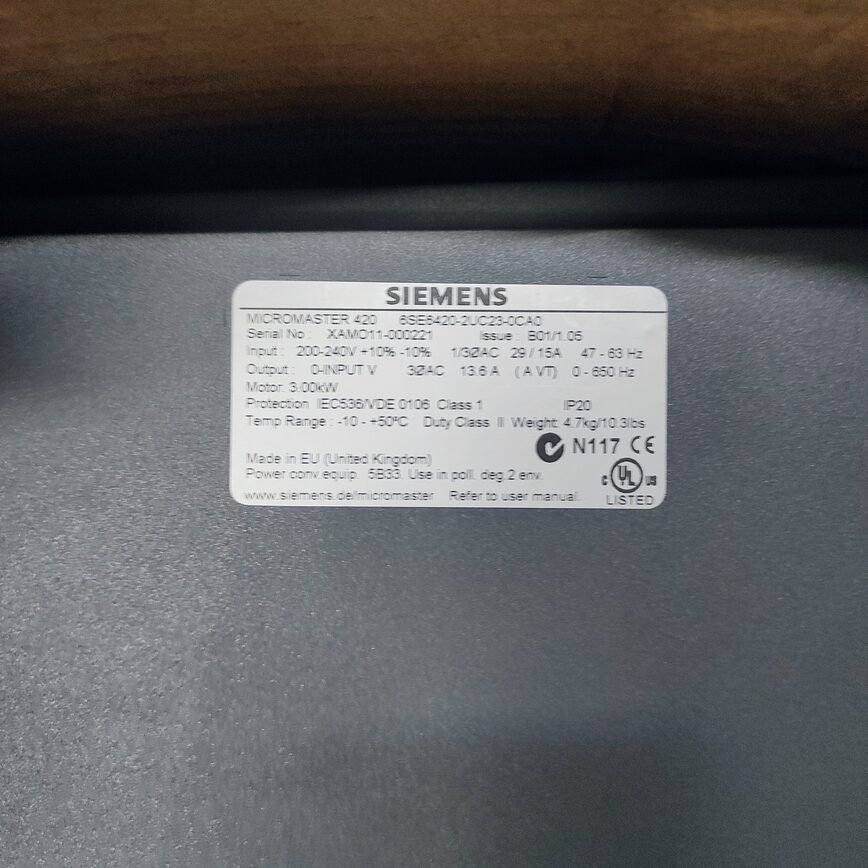 SIEMENS
MICROMASTER 420 6SE6420-2UC23-0CA0
Serial No : XAMO11-000221 Issue : B01/1.05
Input : 200-240V +10% -10% 1/3ØAC 29 / 15A 47 - 63 Hz
Output : 0-INPUT V 3ØAC 13.6 A ( A VT) 0 - 650 Hz
Motor: 3.00kW
Protection IEC536/VDE 0106 Class 1 IP20
Temp Range : -10 - +50°C Duty Class II Weight: 4.7kg/10.3lbs
N117 CE
Made in EU (United Kingdom)
Power conv.equip. 5B33. Use in poll. deg.2 env.
C UL US
www.siemens.de/micromaster Refer to user manual.
LISTED